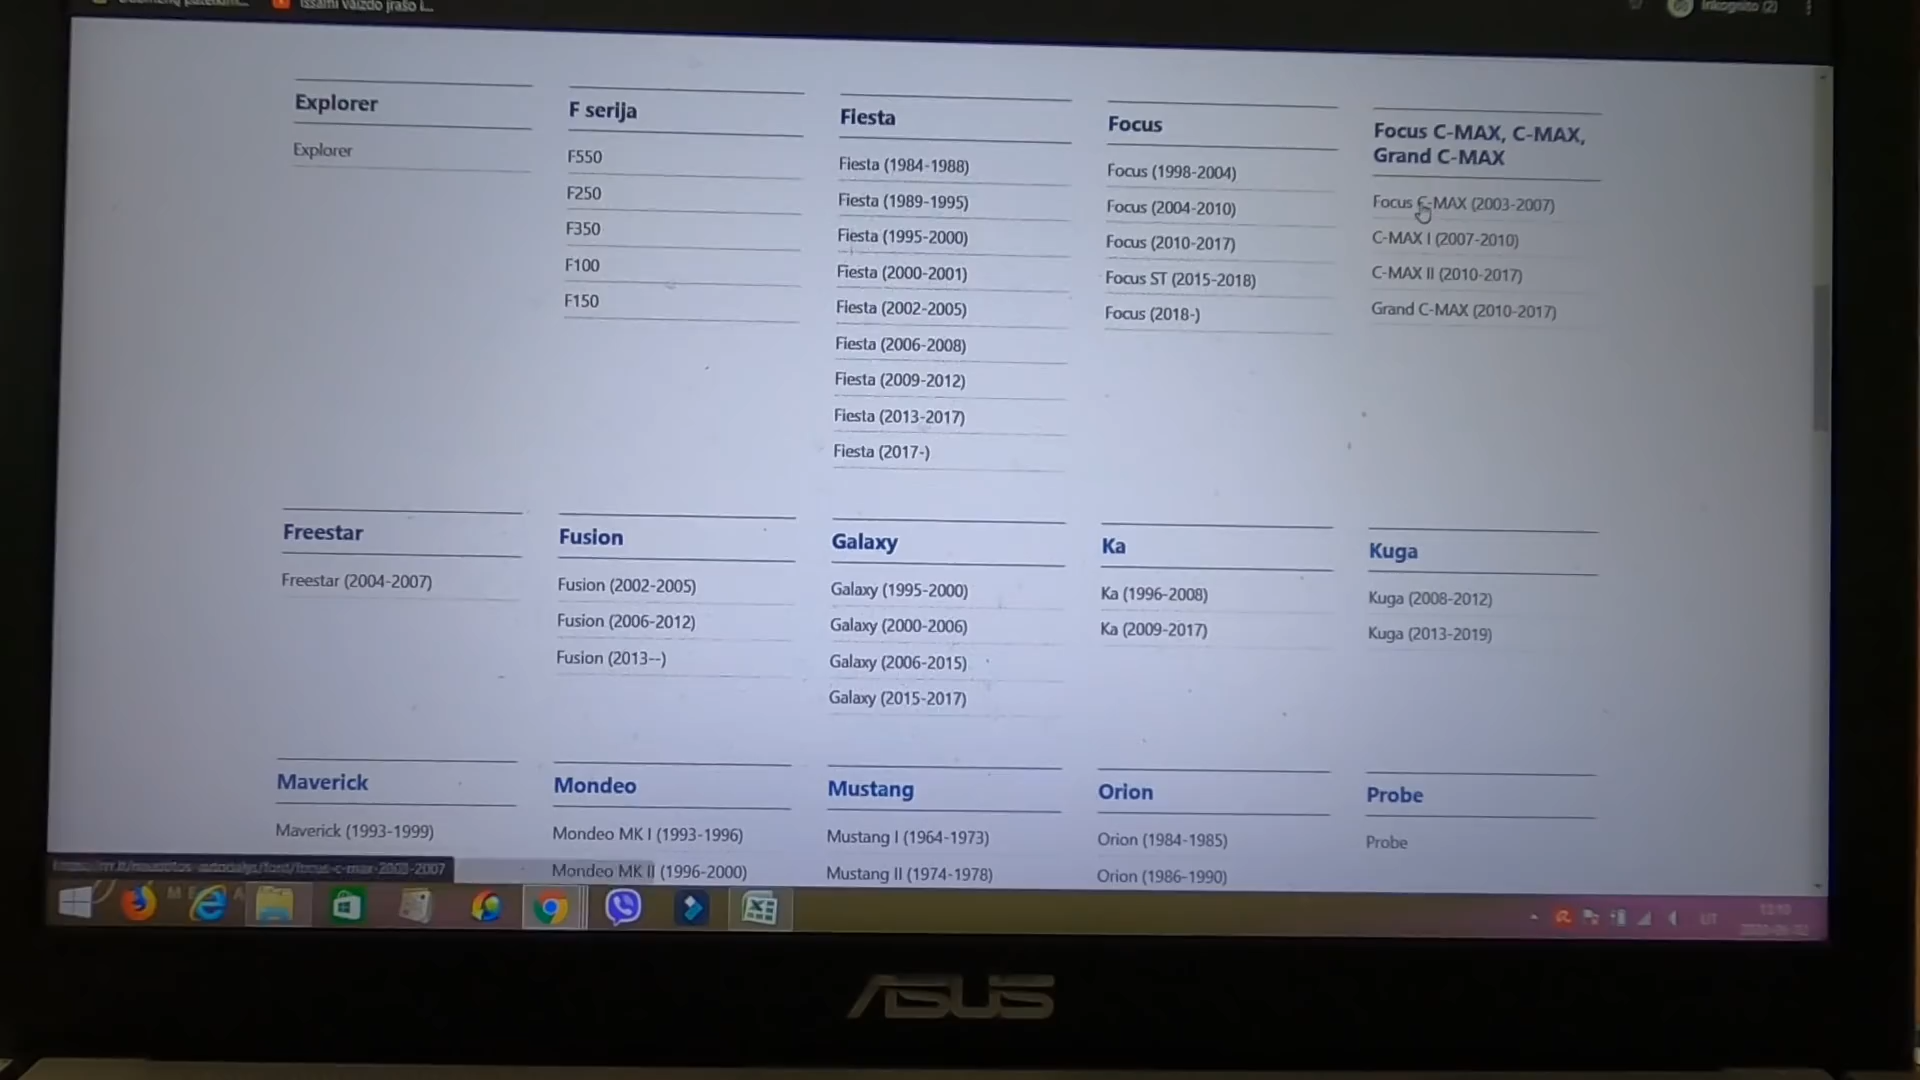 Inkognito (2)
Explorer
Explorer
F serija
F550
F250
F350
F100
F150
Fiesta
Fiesta (1984-1988)
Fiesta (1989-1995)
Fiesta (1995-2000)
Fiesta (2000-2001)
Fiesta (2002-2005)
Fiesta (2006-2008)
Fiesta (2009-2012)
Fiesta (2013-2017)
Fiesta (2017-)
Focus
Focus (1998-2004)
Focus (2004-2010)
Focus (2010-2017)
Focus ST (2015-2018)
Focus (2018-)
Focus C-MAX, C-MAX,
Grand C-MAX
Focus C-MAX (2003-2007)
C-MAX I (2007-2010)
C-MAX II (2010-2017)
Grand C-MAX (2010-2017)
Freestar
Freestar (2004-2007)
Fusion
Fusion (2002-2005)
Fusion (2006-2012)
Fusion (2013--)
Galaxy
Galaxy (1995-2000)
Galaxy (2000-2006)
Galaxy (2006-2015)
Galaxy (2015-2017)
Ka
Ka (1996-2008)
Ka (2009-2017)
Kuga
Kuga (2008-2012)
Kuga (2013-2019)
Maverick
Maverick (1993-1999)
Mondeo
Mondeo MK I (1993-1996)
Mondeo MK II (1996-2000)
Mustang
Mustang I (1964-1973)
Mustang II (1974-1978)
Orion
Orion (1984-1985)
Orion (1986-1990)
Probe
Probe
LIT
ASUS